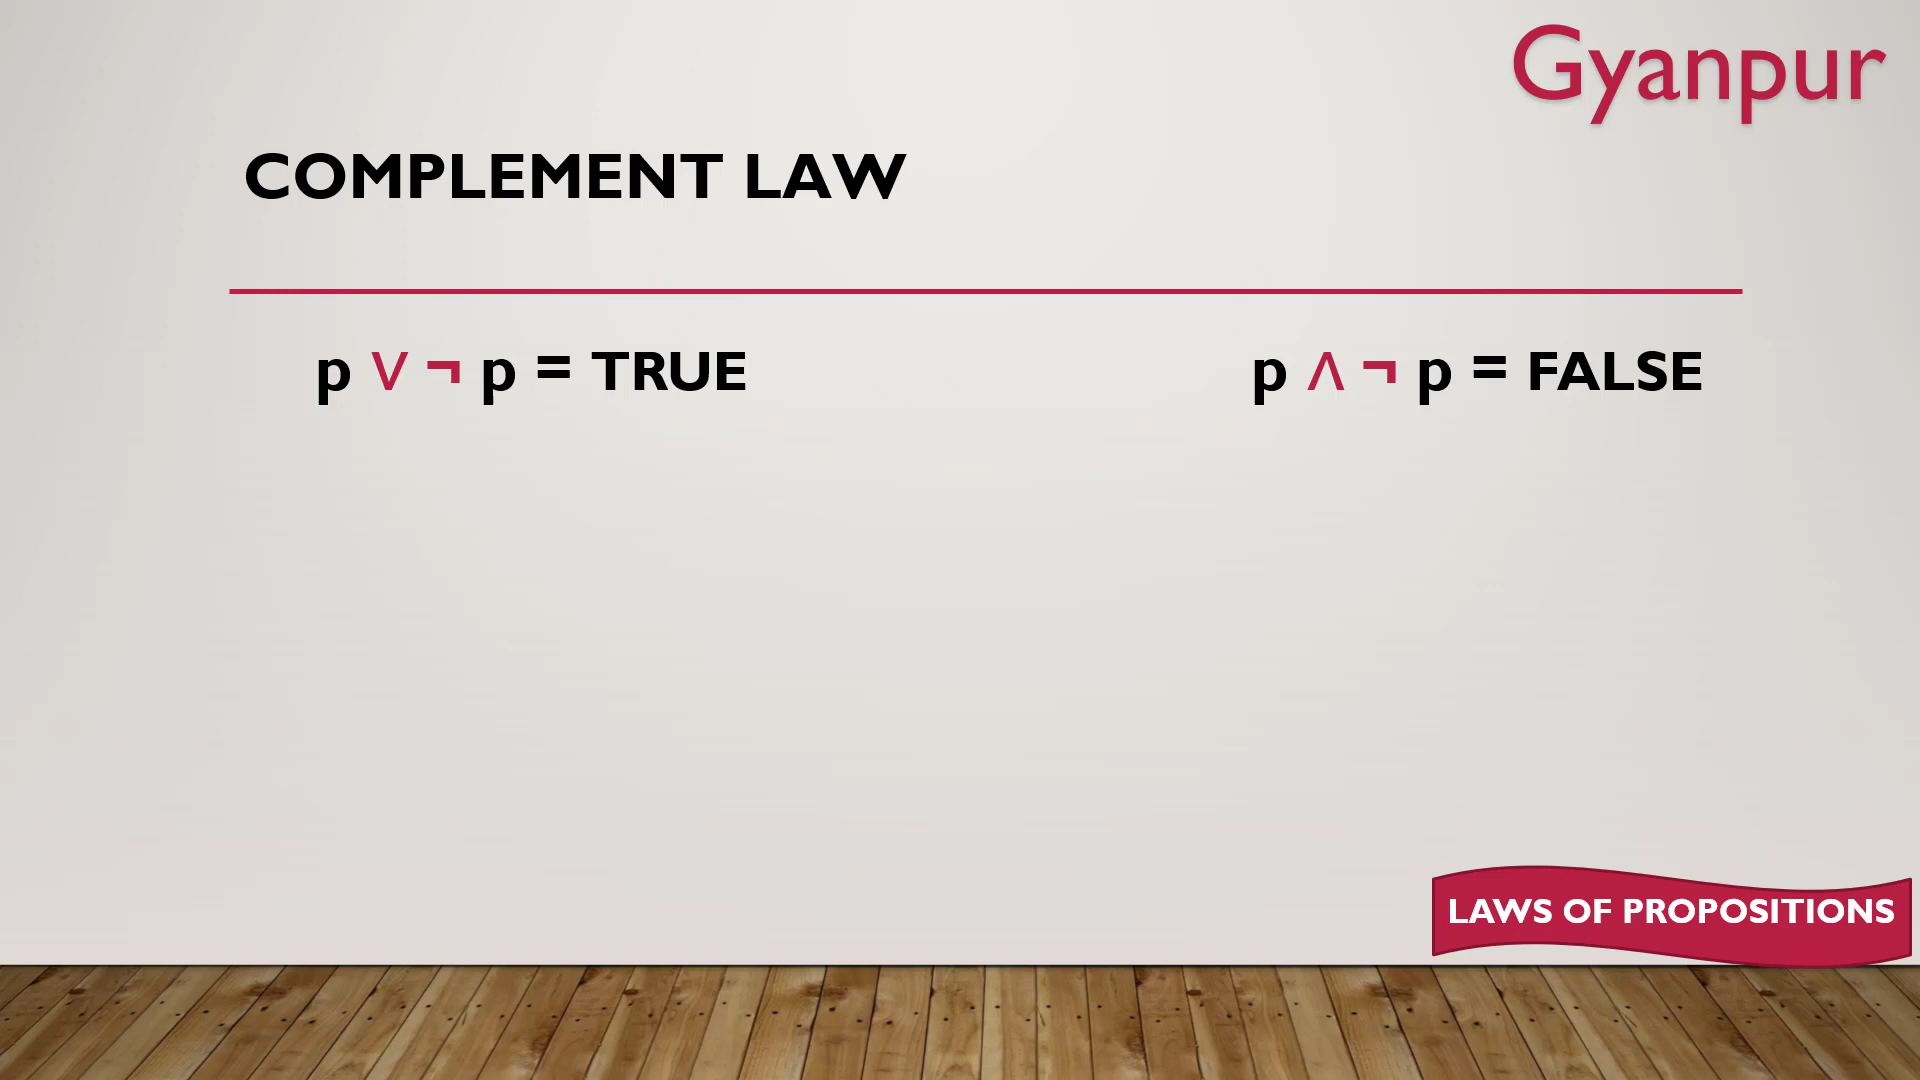 Gyanpur
COMPLEMENT LAW
p ∨ ¬ p = TRUE
p ∧ ¬ p = FALSE
LAWS OF PROPOSITIONS